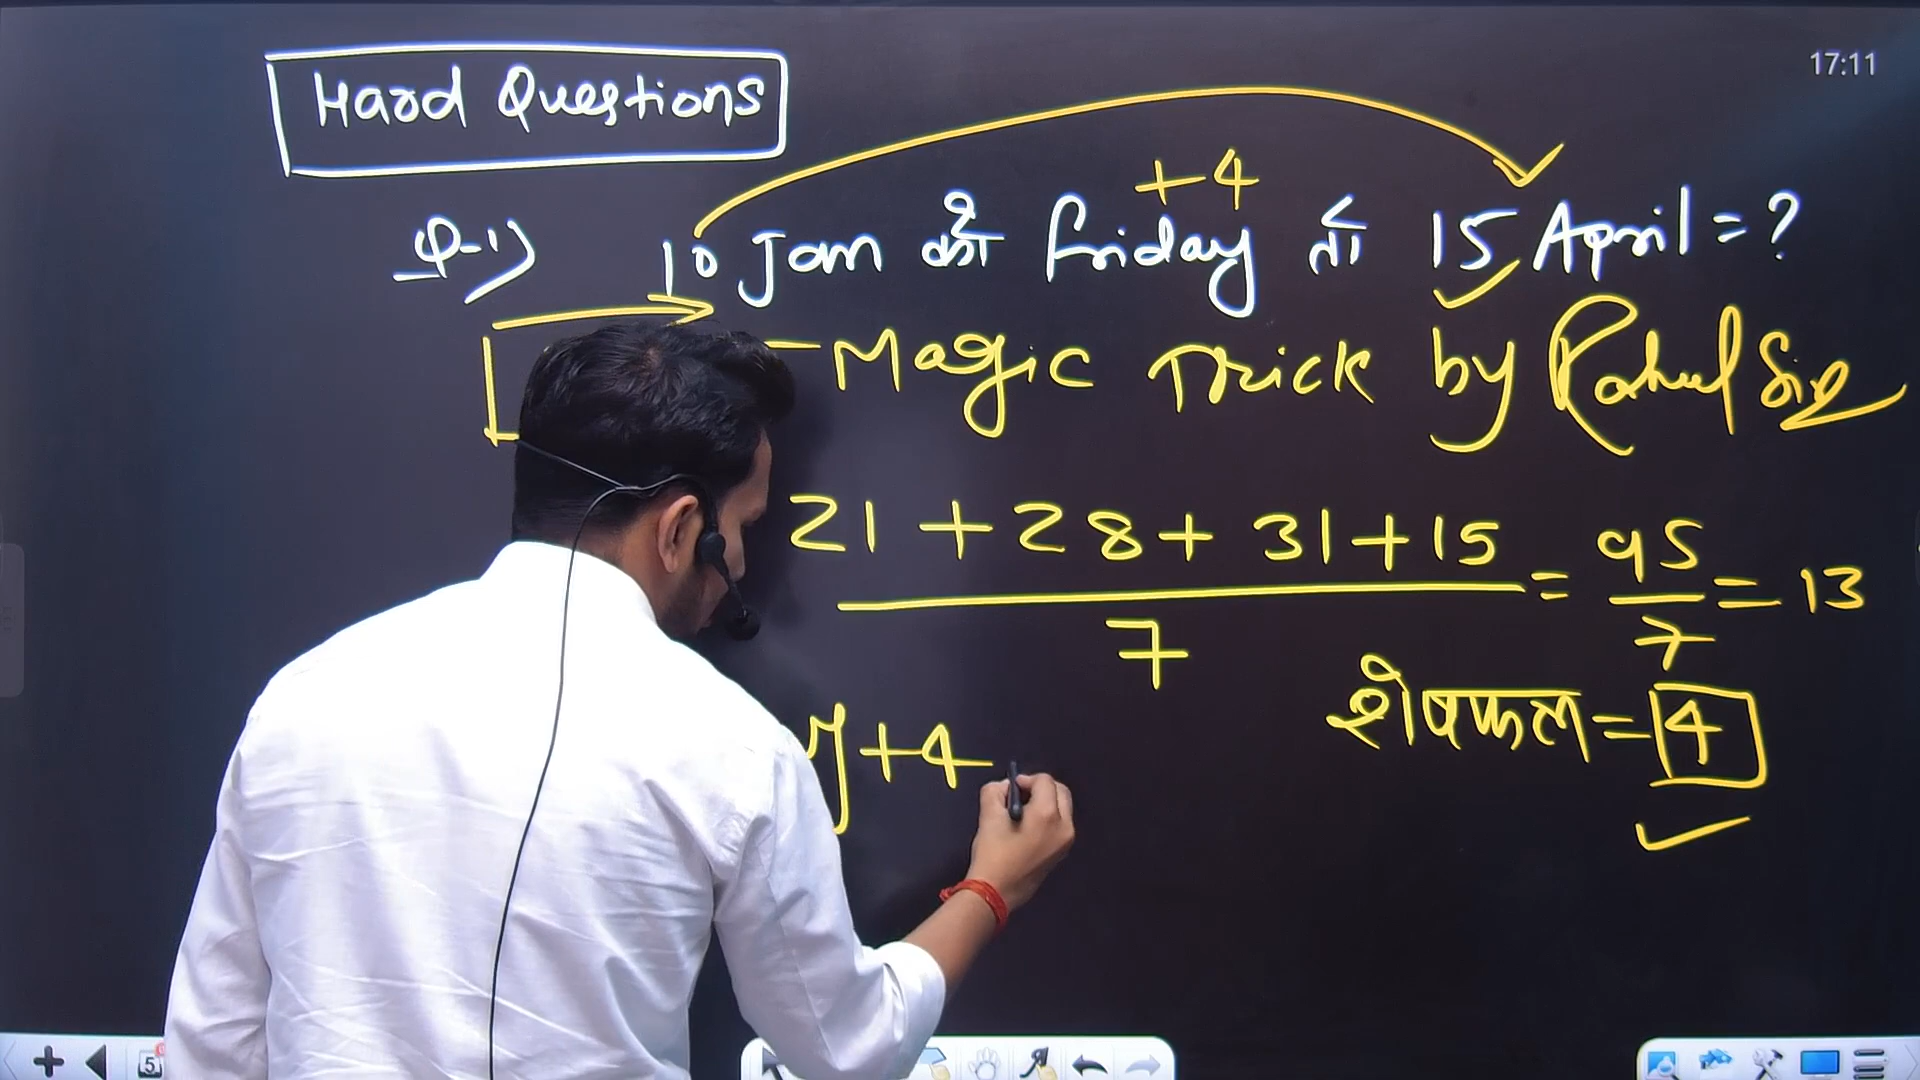 17:11
Hard Questions
Q-1) 10 Jan को Friday तो 15 April = ?
+4
- Magic Trick by Rahul Sir
21 + 28 + 31 + 15 = 95 = 13
7 7
शेषफल = 4
y + 4
5